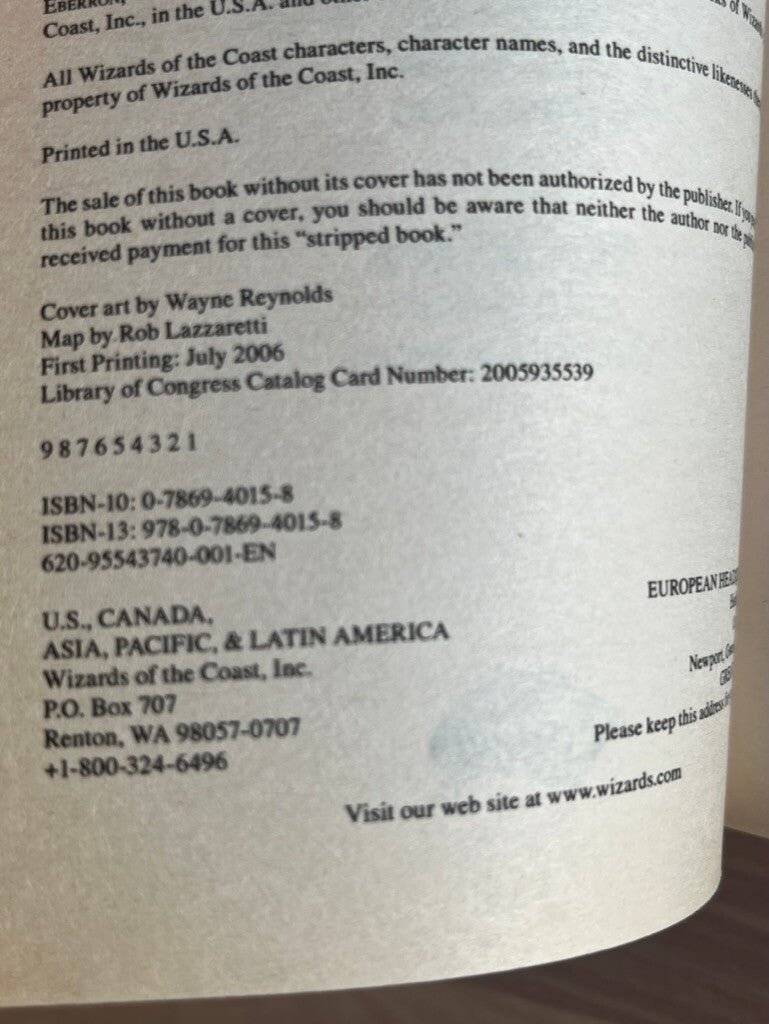 EBERRON,
Coast, Inc., in the U.S.A. and
of Wizards
All Wizards of the Coast characters, character names, and the distinctive likenesses
property of Wizards of the Coast, Inc.
Printed in the U.S.A.
The sale of this book without its cover has not been authorized by the publisher. If you
this book without a cover, you should be aware that neither the author nor the
received payment for this “stripped book.”
Cover art by Wayne Reynolds
Map by Rob Lazzaretti
First Printing: July 2006
Library of Congress Catalog Card Number: 2005935539
9 8 7 6 5 4 3 2 1
ISBN-10: 0-7869-4015-8
ISBN-13: 978-0-7869-4015-8
620-95543740-001-EN
U.S., CANADA,
ASIA, PACIFIC, & LATIN AMERICA
Wizards of the Coast, Inc.
P.O. Box 707
Renton, WA 98057-0707
+1-800-324-6496
EUROPEAN
Newport,
Please keep this address
Visit our web site at www.wizards.com